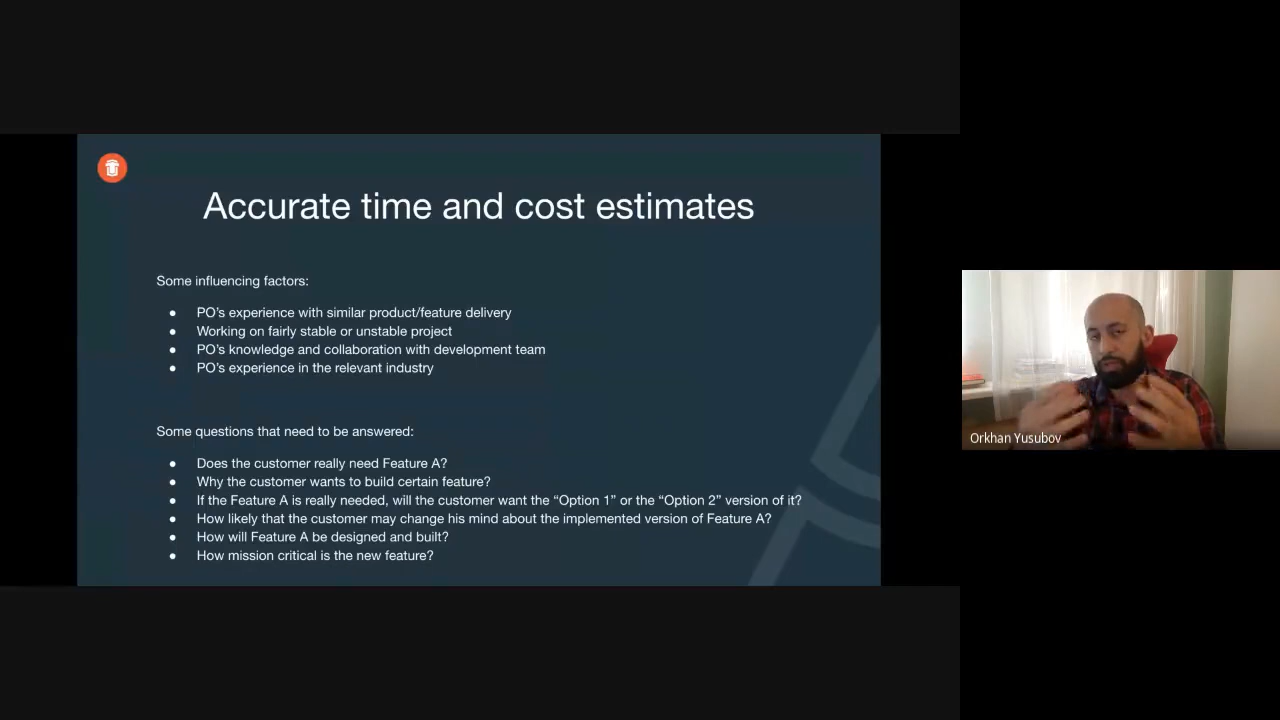 Accurate time and cost estimates
Some influencing factors:
● PO’s experience with similar product/feature delivery
● Working on fairly stable or unstable project
● PO’s knowledge and collaboration with development team
● PO’s experience in the relevant industry
Some questions that need to be answered:
● Does the customer really need Feature A?
● Why the customer wants to build certain feature?
● If the Feature A is really needed, will the customer want the “Option 1” or the “Option 2” version of it?
● How likely that the customer may change his mind about the implemented version of Feature A?
● How will Feature A be designed and built?
● How mission critical is the new feature?
Orkhan Yusubov